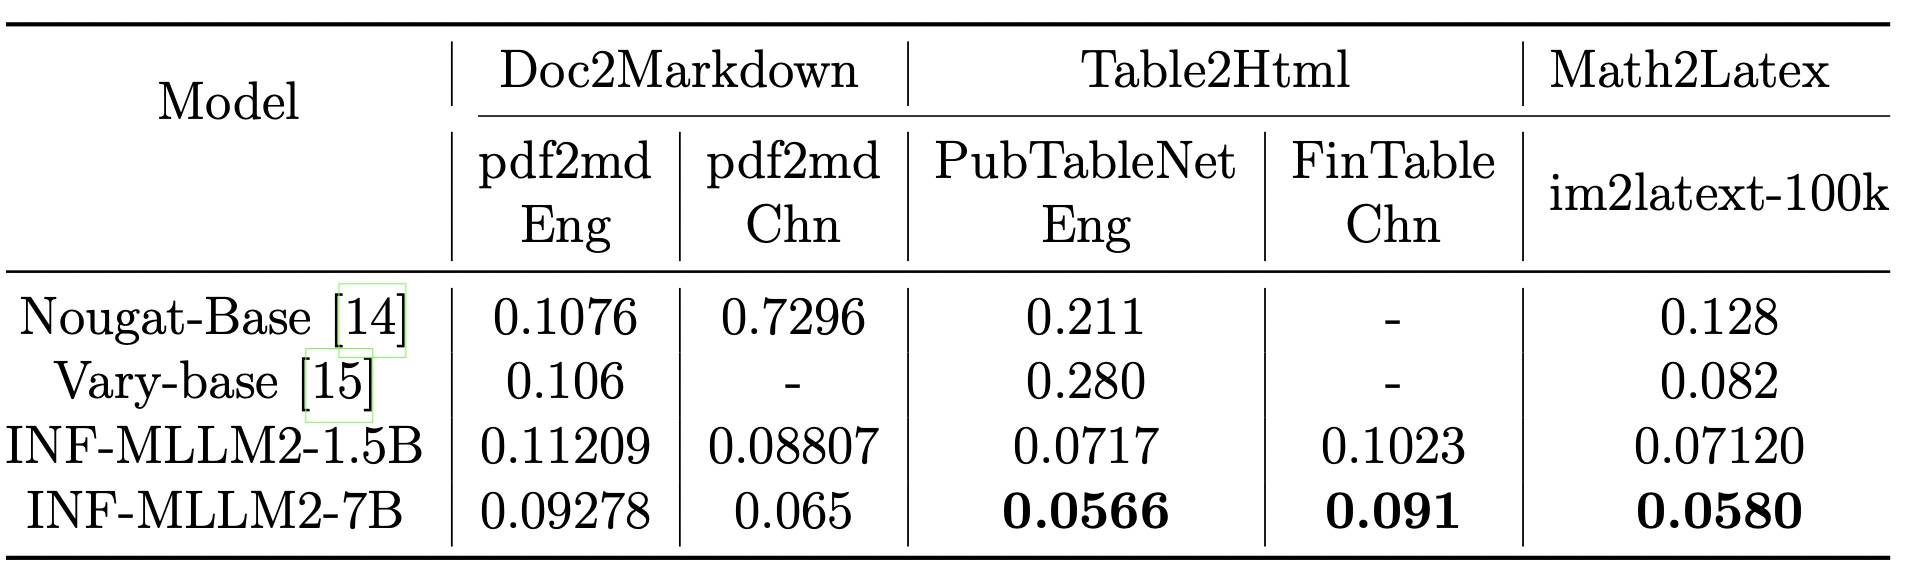 Model Doc2Markdown Table2Html Math2Latex
pdf2md Eng pdf2md Chn PubTableNet Eng FinTable Chn im2latext-100k
Nougat-Base [14] 0.1076 0.7296 0.211 - 0.128
Vary-base [15] 0.106 - 0.280 - 0.082
INF-MLLM2-1.5B 0.11209 0.08807 0.0717 0.1023 0.07120
INF-MLLM2-7B 0.09278 0.065 0.0566 0.091 0.0580